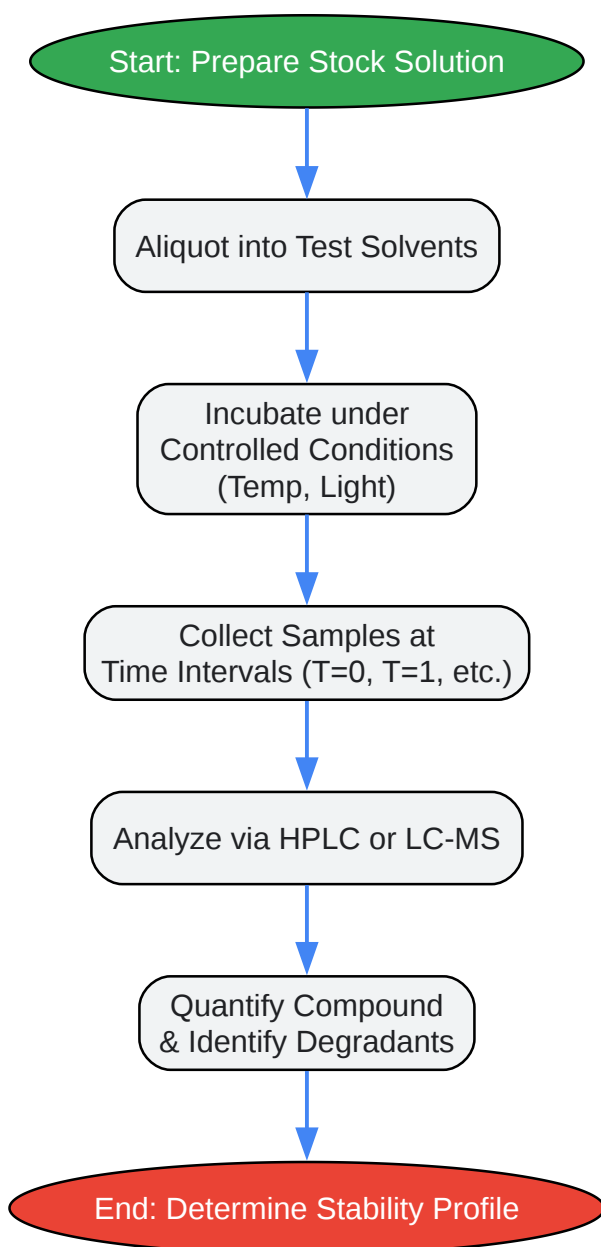 Start: Prepare Stock Solution
Aliquot into Test Solvents
Incubate under
Controlled Conditions
(Temp, Light)
Collect Samples at
Time Intervals (T=0, T=1, etc.)
Analyze via HPLC or LC-MS
Quantify Compound
& Identify Degradants
End: Determine Stability Profile